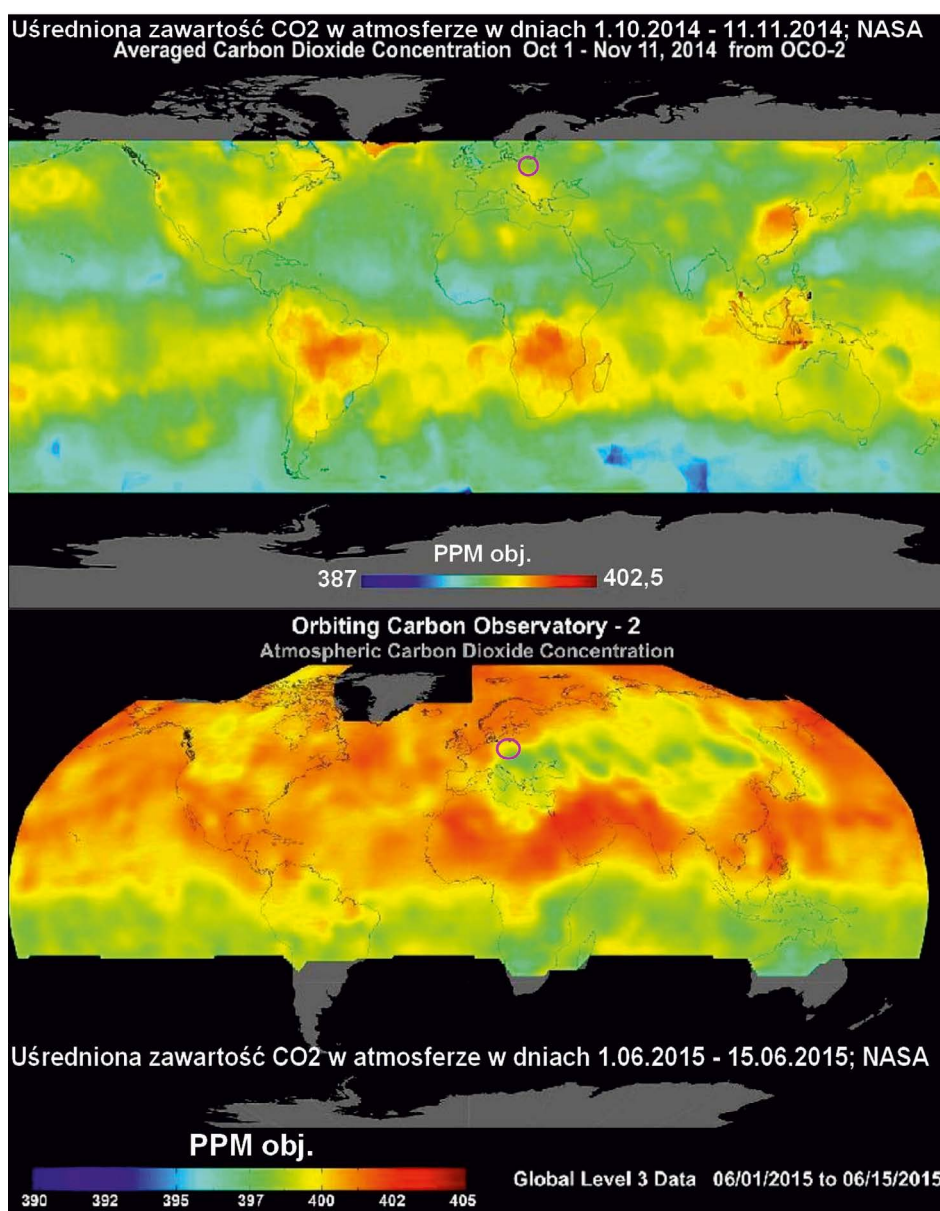 Uśredniona zawartość CO2 w atmosferze w dniach 1.10.2014 - 11.11.2014; NASA
Averaged Carbon Dioxide Concentration Oct 1 - Nov 11, 2014 from OCO-2
PPM obj.
387 402,5
Orbiting Carbon Observatory - 2
Atmospheric Carbon Dioxide Concentration
Uśredniona zawartość CO2 w atmosferze w dniach 1.06.2015 - 15.06.2015; NASA
PPM obj.
390 392 395 397 400 402 405
Global Level 3 Data 06/01/2015 to 06/15/2015